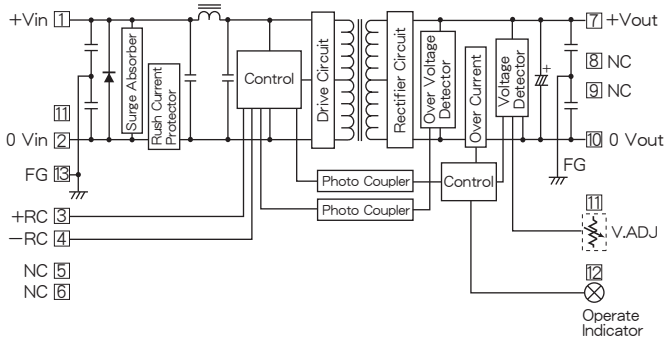 +Vin 1
11
0 Vin 2
FG 13
+RC 3
−RC 4
NC 5
NC 6
Surge Absorber
Rush Current
Protector
Control
Drive Circuit
Rectifier Circuit
Over Voltage
Detector
Over Current
Voltage
Detector
+
Photo Coupler
Photo Coupler
Control
7 +Vout
8 NC
9 NC
10 0 Vout
FG
11
V.ADJ
12
Operate
Indicator